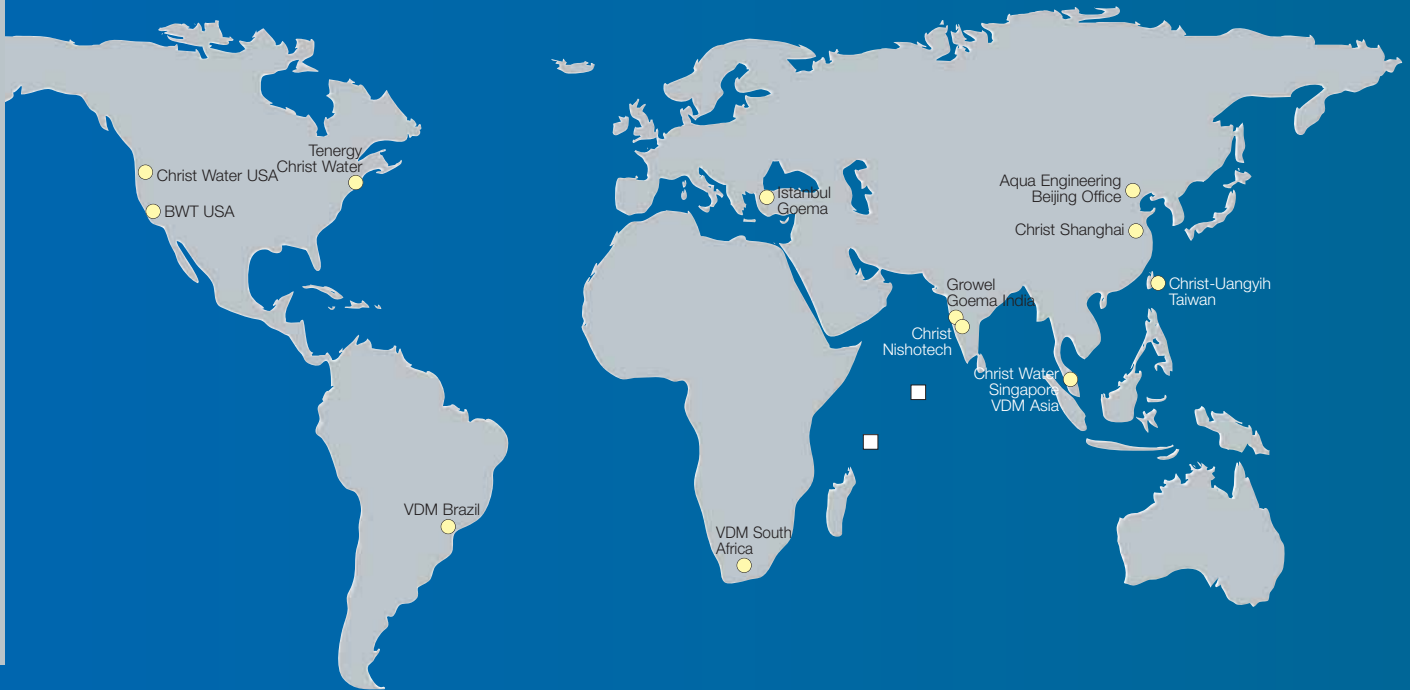 Tenergy
Christ Water
Christ Water USA
BWT USA
Istanbul
Goema
Aqua Engineering
Beijing Office
Christ Shanghai
Christ-Uangyih
Taiwan
Growel
Goema India
Christ
Nishotech
Christ Water
Singapore
VDM Asia
VDM Brazil
VDM South
Africa